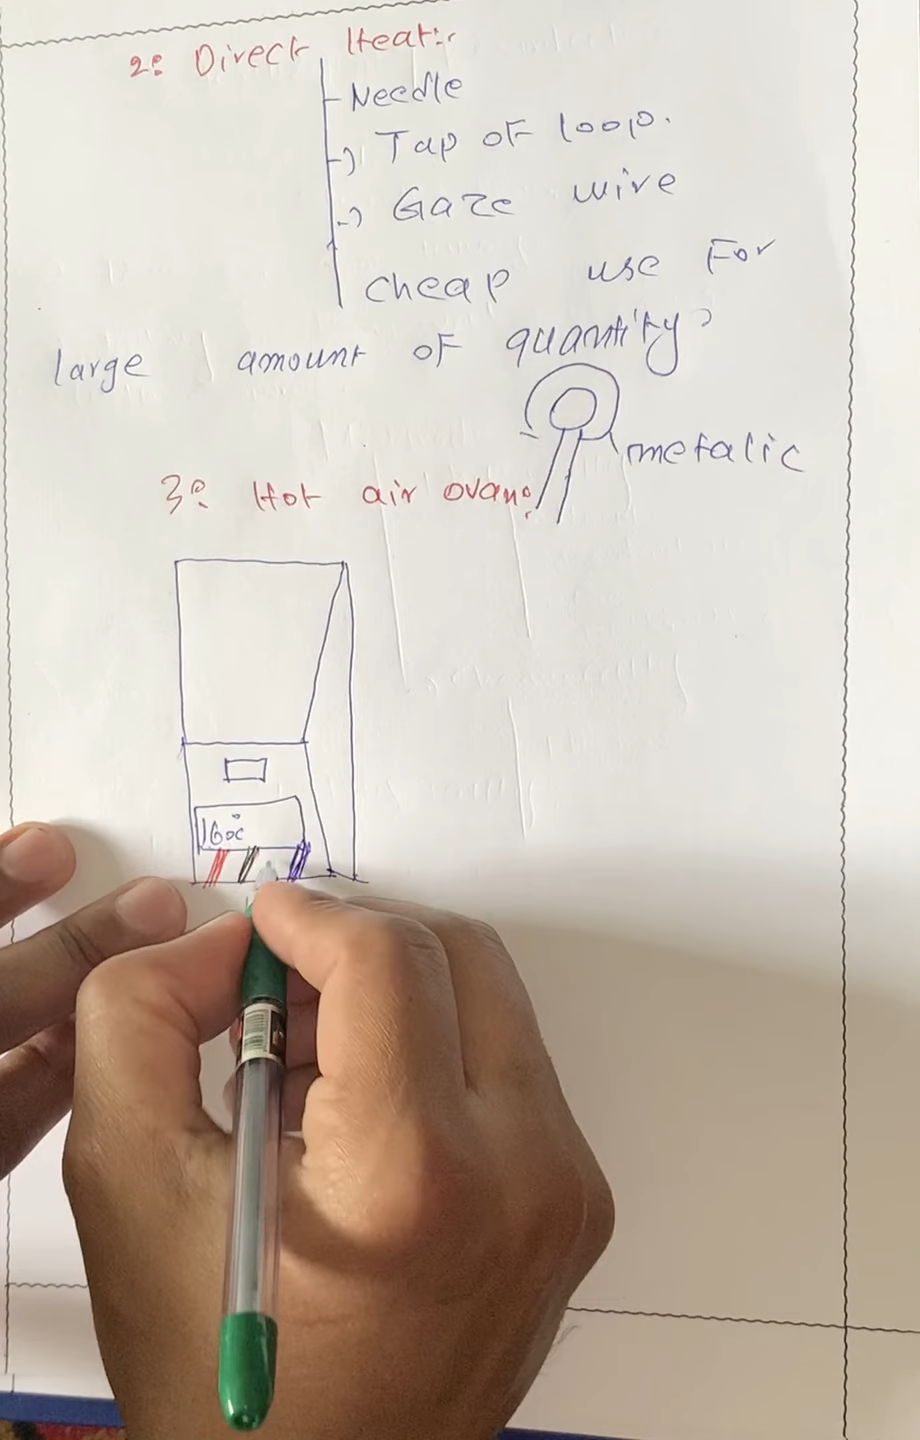 2: Direct Heat:
- Needle
-) Tap of loop.
-) Gaze wire
cheap use For
large amount of quantity
metalic
3: Hot air ovan:
160c